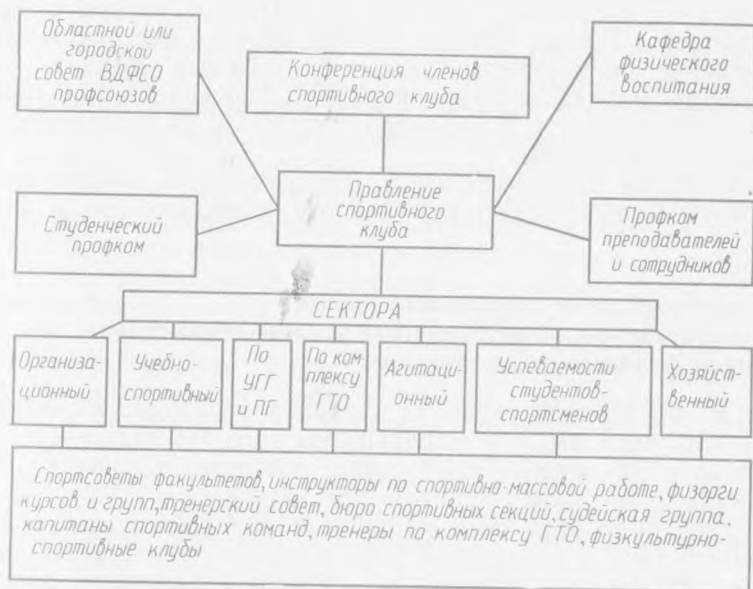 Областной или
городской
совет ВДФСО
профсоюзов
Конференция членов
спортивного клуба
Кафедра
физического
воспитания
Студенческий
профком
Правление
спортивного
клуба
Профком
преподавателей
и сотрудников
СЕКТОРА
Организа-
ционный
Учебно-
спортивный
По
УГГ
и ПГ
По ком-
плексу
ГТО
Агитаци-
онный
Успеваемости
студентов-
спортсменов
Хозяйст-
венный
Спортсоветы факультетов, инструкторы по спортивно-массовой работе, физорги
курсов и групп, тренерский совет, бюро спортивных секций, судейская группа,
капитаны спортивных команд, тренеры по комплексу ГТО, физкультурно-
спортивные клубы